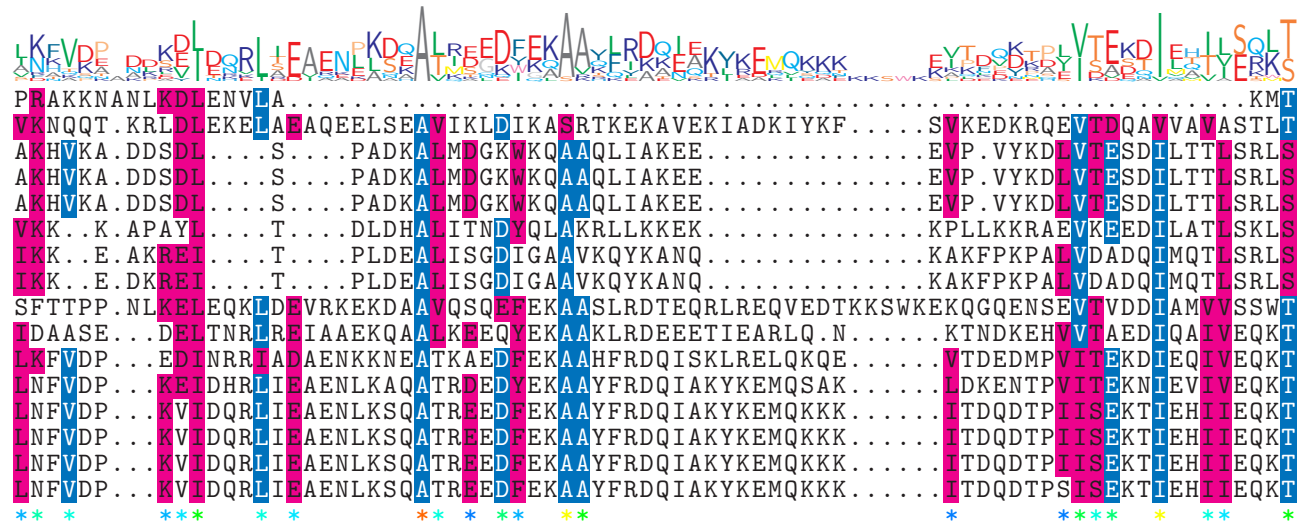 PRAKKNANLKDLENVLA............................................................KMT
VKNQQT.KRLDLEKELAEAQEELSEAVIKLDIKASRTKEKAVEKIADKIYKF.....SVKEDKRQEVTDQAVVAVASTLT
AKHVKA.DDSDL....S....PADKALMDGKWKQAAQLIAKEE..............EVP.VYKDLVTESDILTTLSRLS
AKHVKA.DDSDL....S....PADKALMDGKWKQAAQLIAKEE..............EVP.VYKDLVTESDILTTLSRLS
AKHVKA.DDSDL....S....PADKALMDGKWKQAAQLIAKEE..............EVP.VYKDLVTESDILTTLSRLS
VKK..K.APAYL....T....DLDHALITNDYQLAKRLLKKEK..............KPLLKKRAEVKEEDILATLSKLS
IKK..E.AKREI....T....PLDEALISGDIGAAVKQYKANQ..............KAKFPKPALVDADQIMQTLSRLS
IKK..E.DKREI....T....PLDEALISGDIGAAVKQYKANQ..............KAKFPKPALVDADQIMQTLSRLS
SFTTPP.NLKELEQKLDEVRKEKDAAVQSQEFEKAASLRDTEQRLREQVEDTKKSWKEKQGQENSEVTVDDIAMVVSSWT
IDAASE...DELTNRLREIAAEKQAALKEEQYEKAAKLRDEEETIEARLQ.N......KTNDKEHVVTAEDIQAIVEQKT
LKFVDP...EDINRRIADAENKKNEATKAEDFEKAAHFRDQISKLRELQKQE......VTDEDMPVITEKDIEQIVEQKT
LNFVDP...KEIDHRLIEAENLKAQATRDEDYEKAAYFRDQIAKYKEMQSAK......LDKENTPVITEKNIEVIVEQKT
LNFVDP...KVIDQRLIEAENLKSQATREEDFEKAAYFRDQIAKYKEMQKKK......ITDQDTPIISEKTIEHIIEQKT
LNFVDP...KVIDQRLIEAENLKSQATREEDFEKAAYFRDQIAKYKEMQKKK......ITDQDTPIISEKTIEHIIEQKT
LNFVDP...KVIDQRLIEAENLKSQATREEDFEKAAYFRDQIAKYKEMQKKK......ITDQDTPIISEKTIEHIIEQKT
LNFVDP...KVIDQRLIEAENLKSQATREEDFEKAAYFRDQIAKYKEMQKKK......ITDQDTPSISEKTIEHIIEQKT
** * *** * * ** * ** ** * **** * ** *